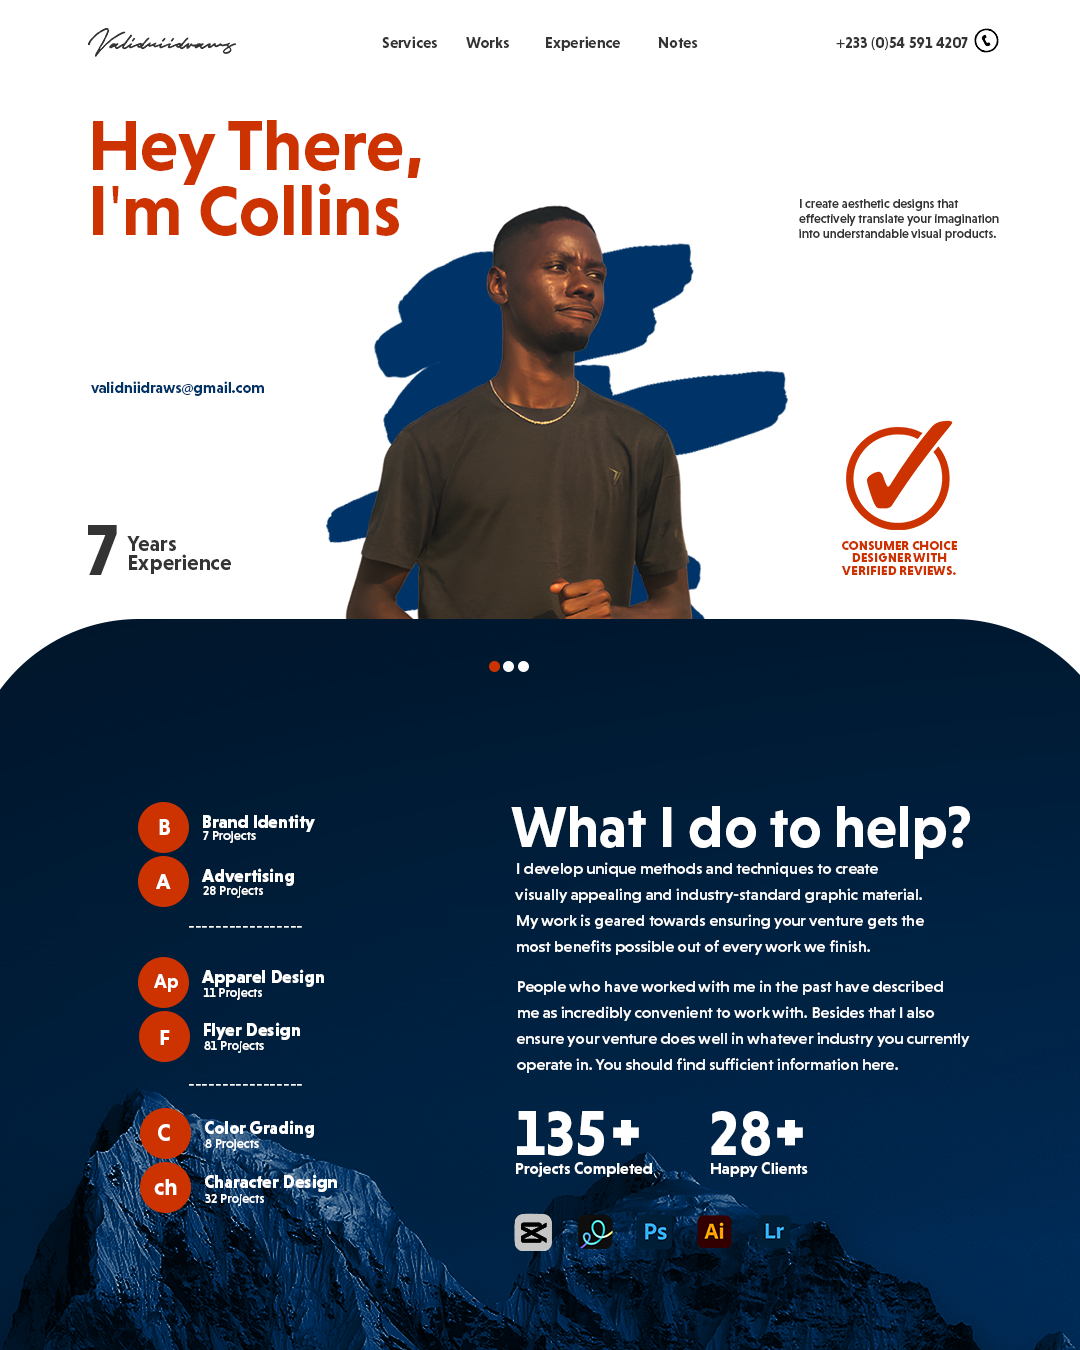 Validniidraws
Services Works Experience Notes
+233 (0)54 591 4207
Hey There,
I'm Collins
I create aesthetic designs that
effectively translate your imagination
into understandable visual products.
validniidraws@gmail.com
7 Years
Experience
CONSUMER CHOICE
DESIGNER WITH
VERIFIED REVIEWS.
B Brand Identity
7 Projects
A Advertising
28 Projects
-----------------
Ap Apparel Design
11 Projects
F Flyer Design
81 Projects
-----------------
C Color Grading
8 Projects
ch Character Design
32 Projects
What I do to help?
I develop unique methods and techniques to create
visually appealing and industry-standard graphic material.
My work is geared towards ensuring your venture gets the
most benefits possible out of every work we finish.
People who have worked with me in the past have described
me as incredibly convenient to work with. Besides that I also
ensure your venture does well in whatever industry you currently
operate in. You should find sufficient information here.
135+ 28+
Projects Completed Happy Clients
Ps Ai Lr